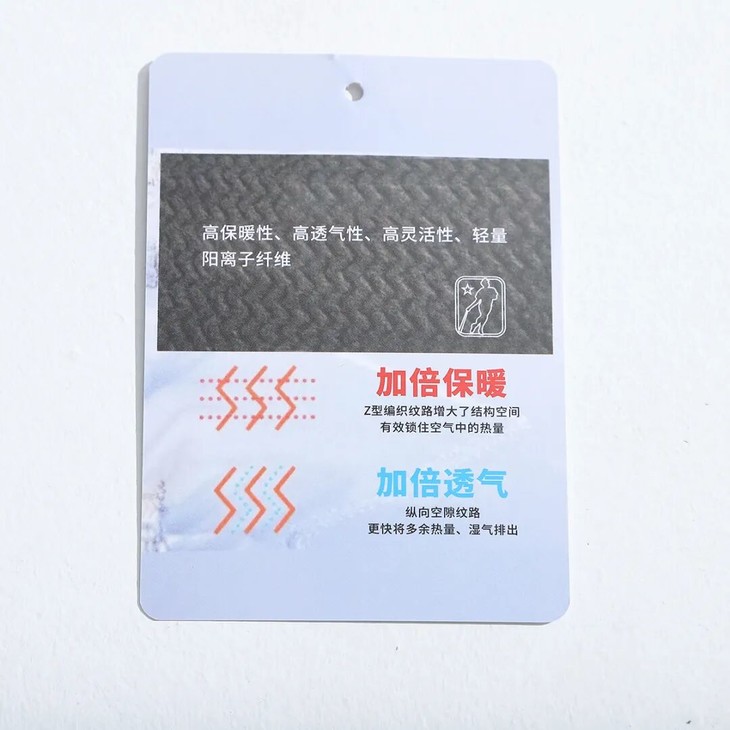 高保暖性、高透气性、高灵活性、轻量
阳离子纤维
加倍保暖
Z型编织纹路增大了结构空间
有效锁住空气中的热量
加倍透气
纵向空隙纹路
更快将多余热量、湿气排出